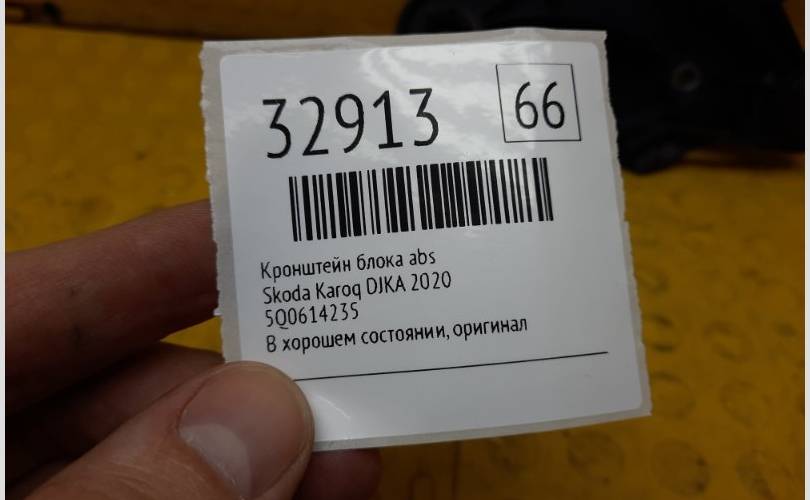 32913
66
Кронштейн блока abs
Skoda Karoq DJKA 2020
5Q0614235
В хорошем состоянии, оригинал